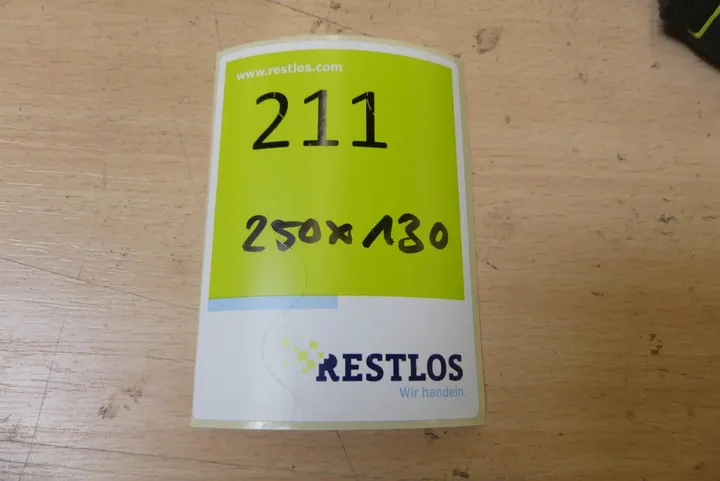 www.restlos.com
211
250x130
RESTLOS
Wir handeln.